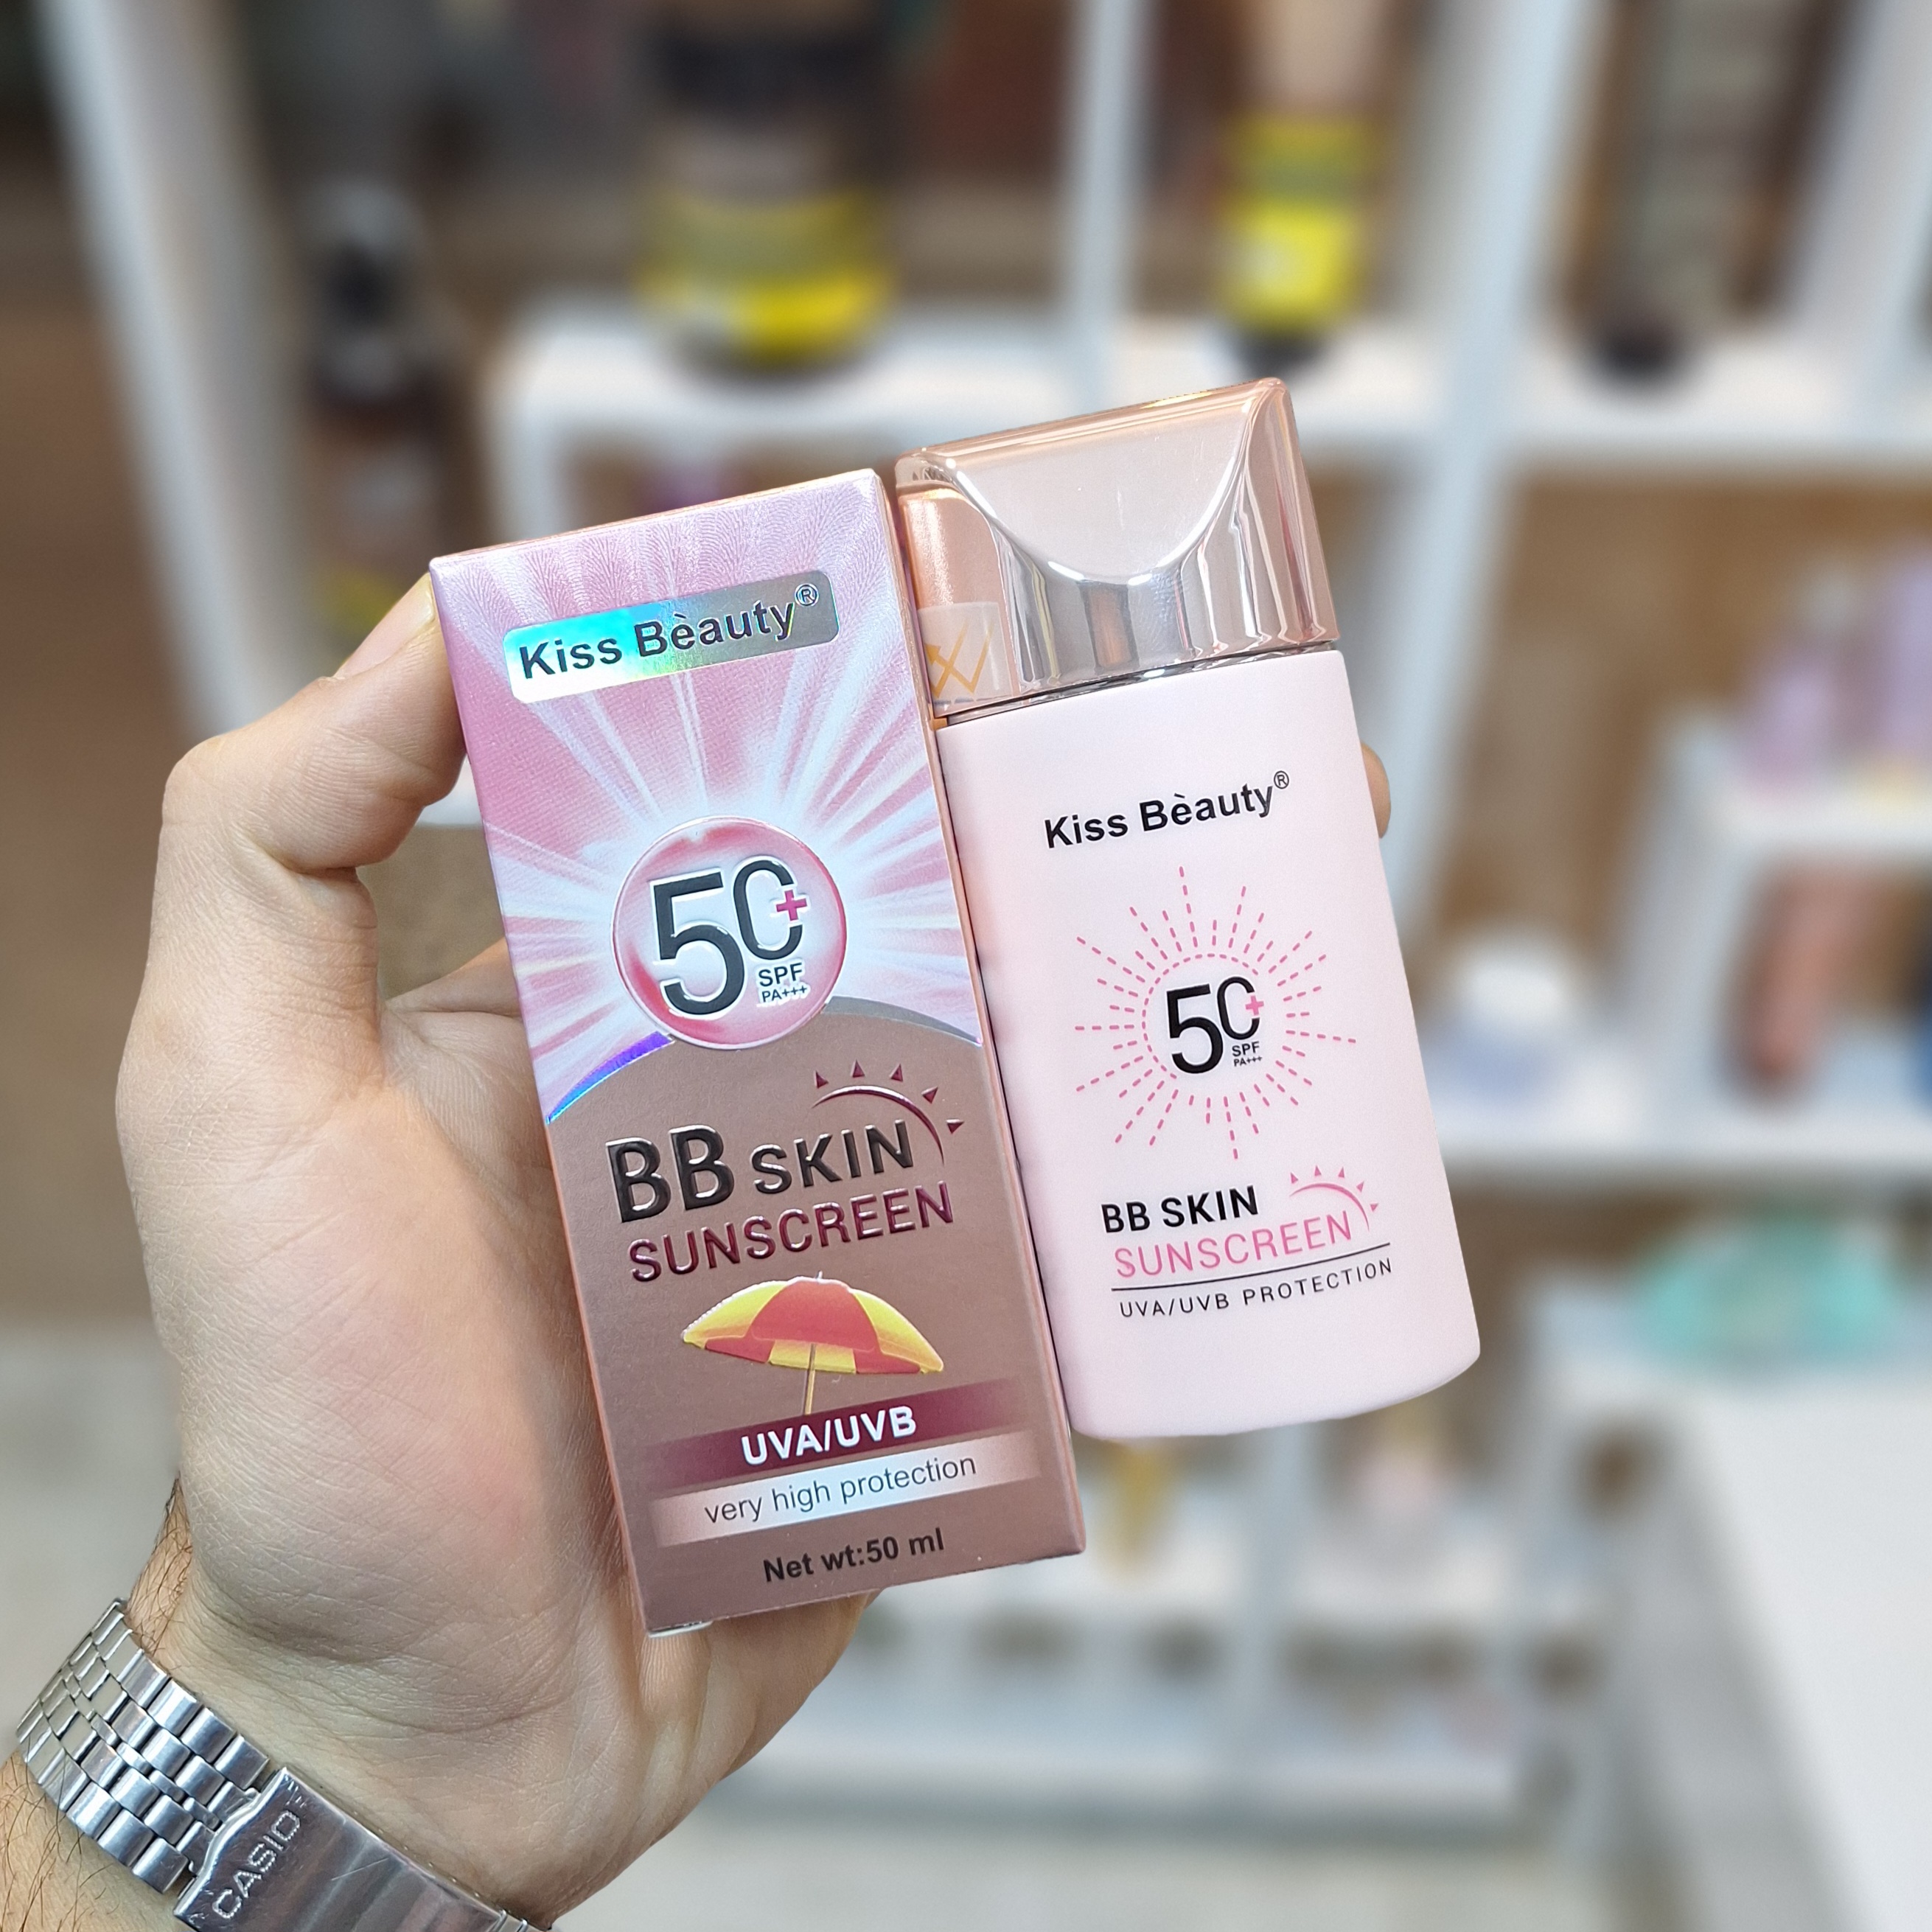 Kiss Bèauty®
50+
SPF
PA+++
BB SKIN
SUNSCREEN
UVA/UVB
very high protection
Net wt:50 ml
Kiss Bèauty®
50+
SPF
PA+++
BB SKIN
SUNSCREEN
UVA/UVB PROTECTION
CASIO